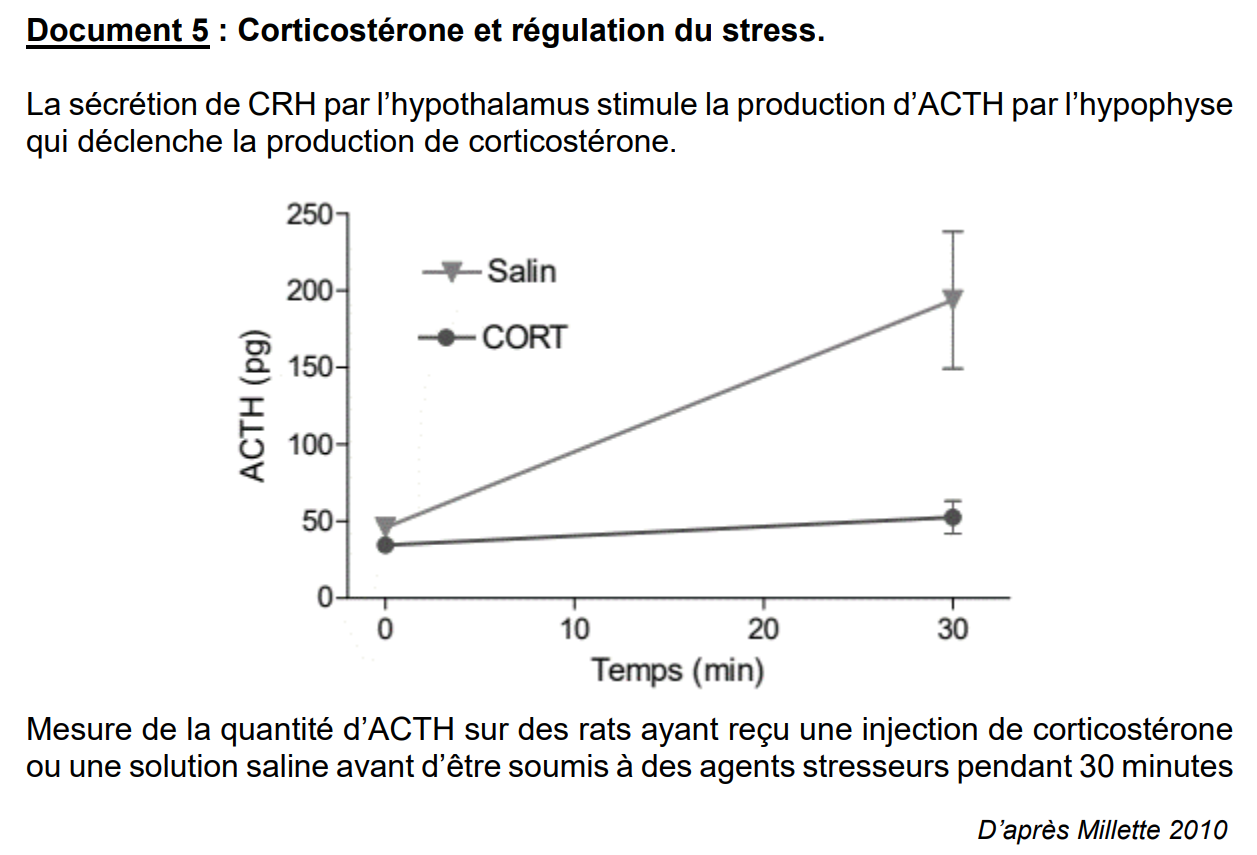 Document 5 : Corticostérone et régulation du stress.
La sécrétion de CRH par l’hypothalamus stimule la production d’ACTH par l’hypophyse
qui déclenche la production de corticostérone.
250
200
150
100
50
0
ACTH (pg)
Salin
CORT
0 10 20 30
Temps (min)
Mesure de la quantité d’ACTH sur des rats ayant reçu une injection de corticostérone
ou une solution saline avant d’être soumis à des agents stresseurs pendant 30 minutes
D’après Millette 2010